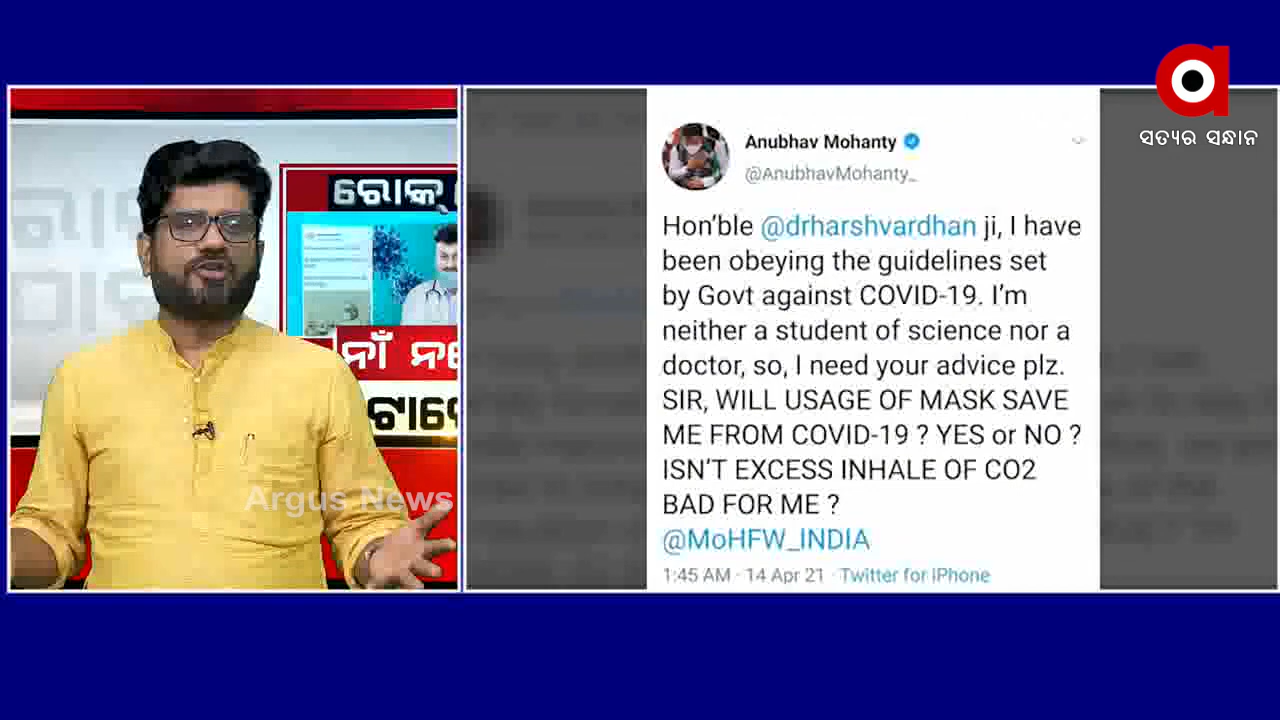 ସତ୍ୟର ସନ୍ଧାନ
ରୋକ୍
ନାଁ
Argus News
Anubhav Mohanty
@AnubhavMohanty_
Hon'ble @drharshvardhan ji, I have
been obeying the guidelines set
by Govt against COVID-19. I'm
neither a student of science nor a
doctor, so, I need your advice plz.
SIR, WILL USAGE OF MASK SAVE
ME FROM COVID-19 ? YES or NO ?
ISN'T EXCESS INHALE OF CO2
BAD FOR ME ?
@MoHFW_INDIA
1:45 AM · 14 Apr 21 · Twitter for iPhone